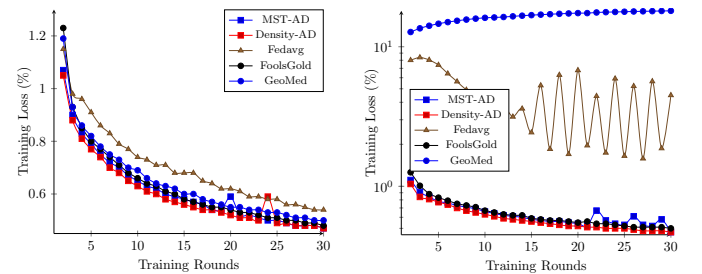 Training Loss (%)
1.2
1
0.8
0.6
5
10
15
20
25
30
Training Rounds
MST-AD
Density-AD
Fedavg
FoolsGold
GeoMed
Training Loss (%)
10¹
10⁰
5
10
15
20
25
30
Training Rounds
MST-AD
Density-AD
Fedavg
FoolsGold
GeoMed